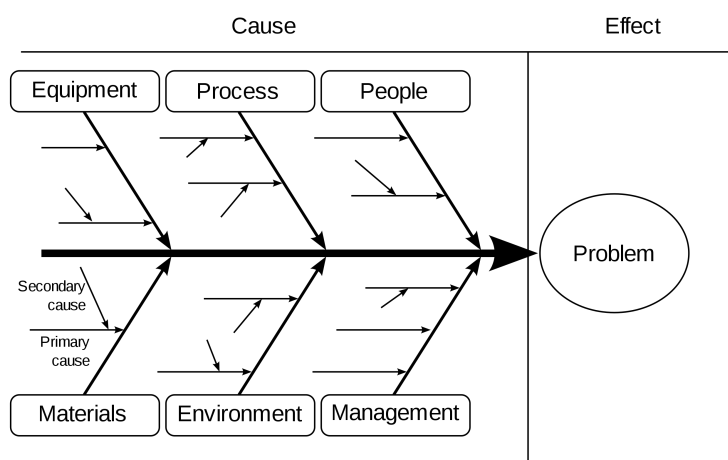 Cause
Effect
Equipment
Process
People
Problem
Secondary
cause
Primary
cause
Materials
Environment
Management